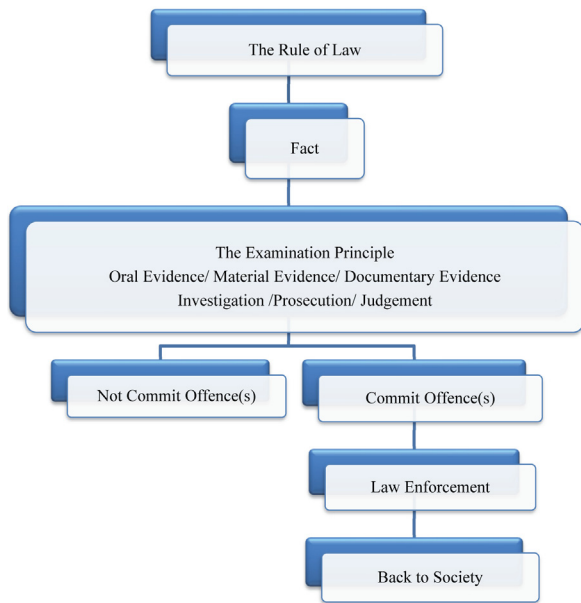 The Rule of Law
Fact
The Examination Principle
Oral Evidence/ Material Evidence/ Documentary Evidence
Investigation /Prosecution/ Judgement
Not Commit Offence(s)
Commit Offence(s)
Law Enforcement
Back to Society